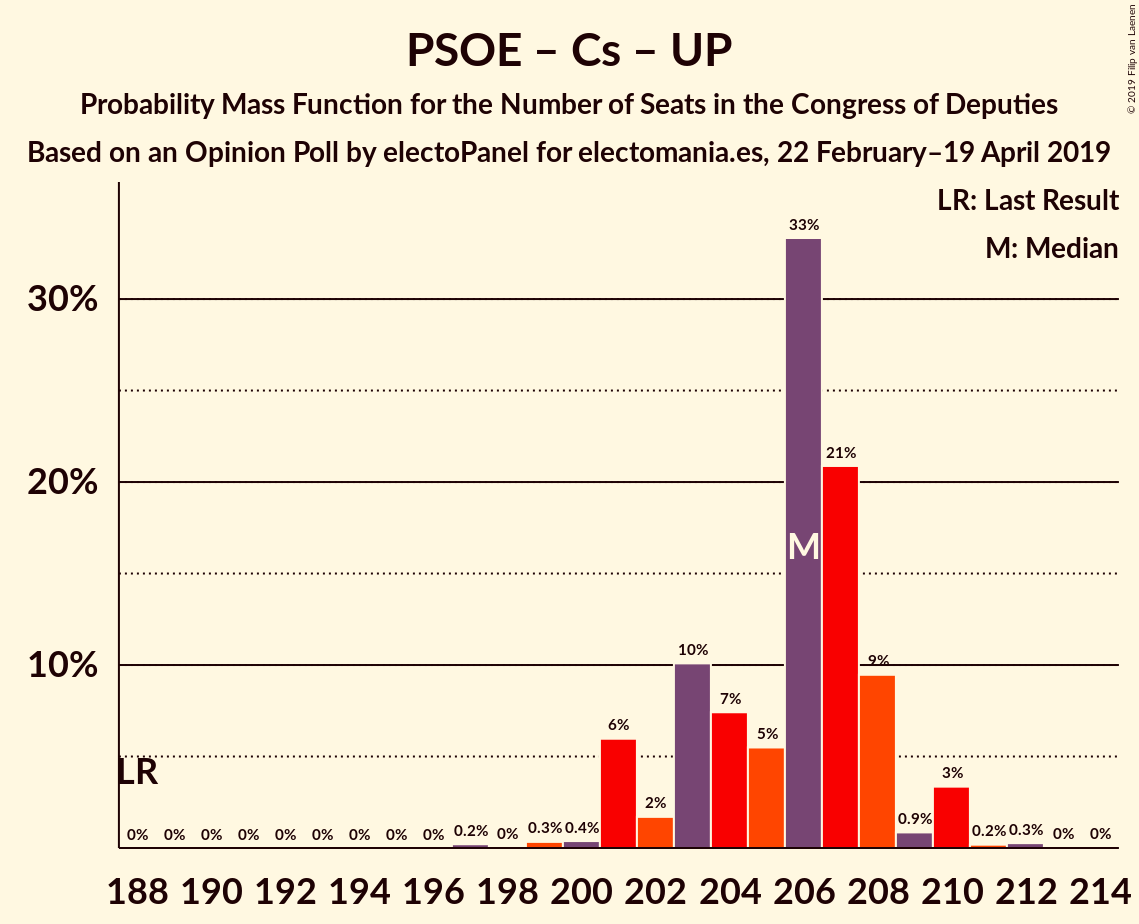 PSOE – Cs – UP
Probability Mass Function for the Number of Seats in the Congress of Deputies
Based on an Opinion Poll by electoPanel for electomania.es, 22 February–19 April 2019
© 2019 Filip van Laenen
LR: Last Result
M: Median
30%
20%
10%
LR
M
0% 0% 0% 0% 0% 0% 0% 0% 0% 0.2% 0% 0.3% 0.4% 6% 2% 10% 7% 5% 33% 21% 9% 0.9% 3% 0.2% 0.3% 0% 0%
188 190 192 194 196 198 200 202 204 206 208 210 212 214